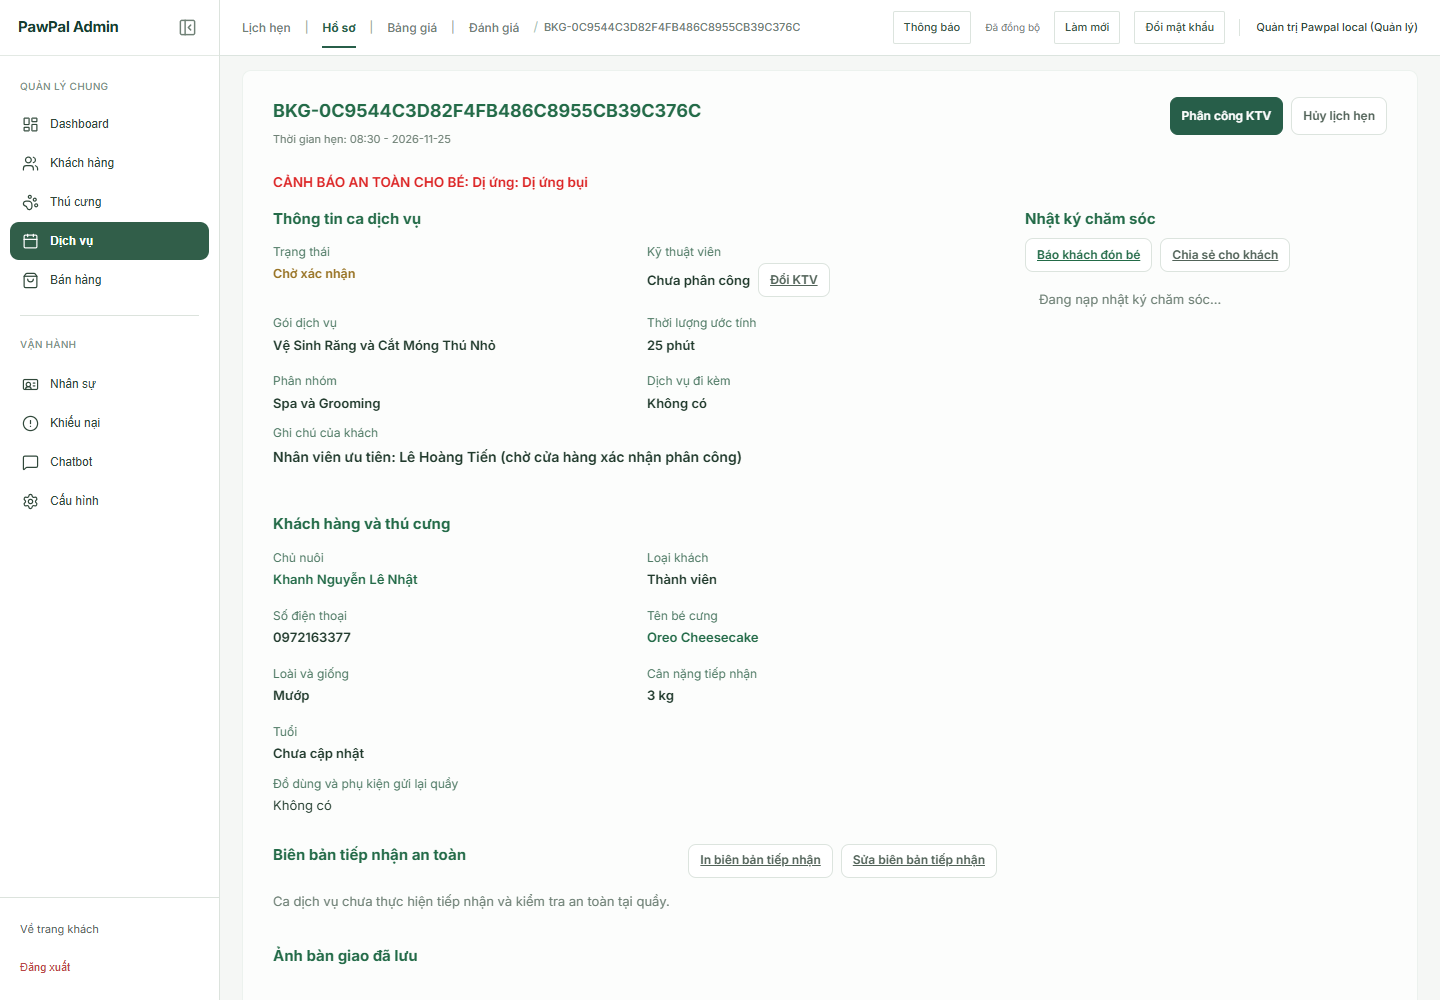 PawPal Admin
QUẢN LÝ CHUNG
Dashboard
Khách hàng
Thú cưng
Dịch vụ
Bán hàng
VẬN HÀNH
Nhân sự
Khiếu nại
Chatbot
Cấu hình
Về trang khách
Đăng xuất
Lịch hẹn | Hồ sơ | Bảng giá | Đánh giá / BKG-0C9544C3D82F4FB486C8955CB39C376C
Thông báo Đã đồng bộ Làm mới Đổi mật khẩu Quản trị Pawpal local (Quản lý)
BKG-0C9544C3D82F4FB486C8955CB39C376C
Thời gian hẹn: 08:30 - 2026-11-25
Phân công KTV Hủy lịch hẹn
CẢNH BÁO AN TOÀN CHO BÉ: Dị ứng: Dị ứng bụi
Thông tin ca dịch vụ
Trạng thái
Chờ xác nhận
Kỹ thuật viên
Chưa phân công Đổi KTV
Gói dịch vụ
Vệ Sinh Răng và Cắt Móng Thú Nhỏ
Thời lượng ước tính
25 phút
Phân nhóm
Spa và Grooming
Dịch vụ đi kèm
Không có
Ghi chú của khách
Nhân viên ưu tiên: Lê Hoàng Tiến (chờ cửa hàng xác nhận phân công)
Khách hàng và thú cưng
Chủ nuôi
Khanh Nguyễn Lê Nhật
Loại khách
Thành viên
Số điện thoại
0972163377
Tên bé cưng
Oreo Cheesecake
Loài và giống
Mướp
Cân nặng tiếp nhận
3 kg
Tuổi
Chưa cập nhật
Đồ dùng và phụ kiện gửi lại quầy
Không có
Biên bản tiếp nhận an toàn
In biên bản tiếp nhận Sửa biên bản tiếp nhận
Ca dịch vụ chưa thực hiện tiếp nhận và kiểm tra an toàn tại quầy.
Ảnh bàn giao đã lưu
Nhật ký chăm sóc
Báo khách đón bé Chia sẻ cho khách
Đang nạp nhật ký chăm sóc...